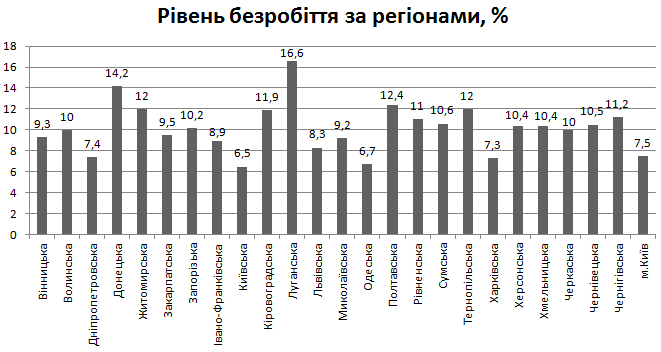 Рівень безробіття за регіонами, %
18
16
14
12
10
8
6
4
2
0
9,3
10
7,4
14,2
12
9,5
10,2
8,9
6,5
11,9
16,6
8,3
9,2
6,7
12,4
11
10,6
12
7,3
10,4
10,4
10
10,5
11,2
7,5
Вінницька
Волинська
Дніпропетровська
Донецька
Житомирська
Закарпатська
Запорізька
Івано-Франківська
Київська
Кіровоградська
Луганська
Львівська
Миколаївська
Одеська
Полтавська
Рівненська
Сумська
Тернопільська
Харківська
Херсонська
Хмельницька
Черкаська
Чернівецька
Чернігівська
м.Київ